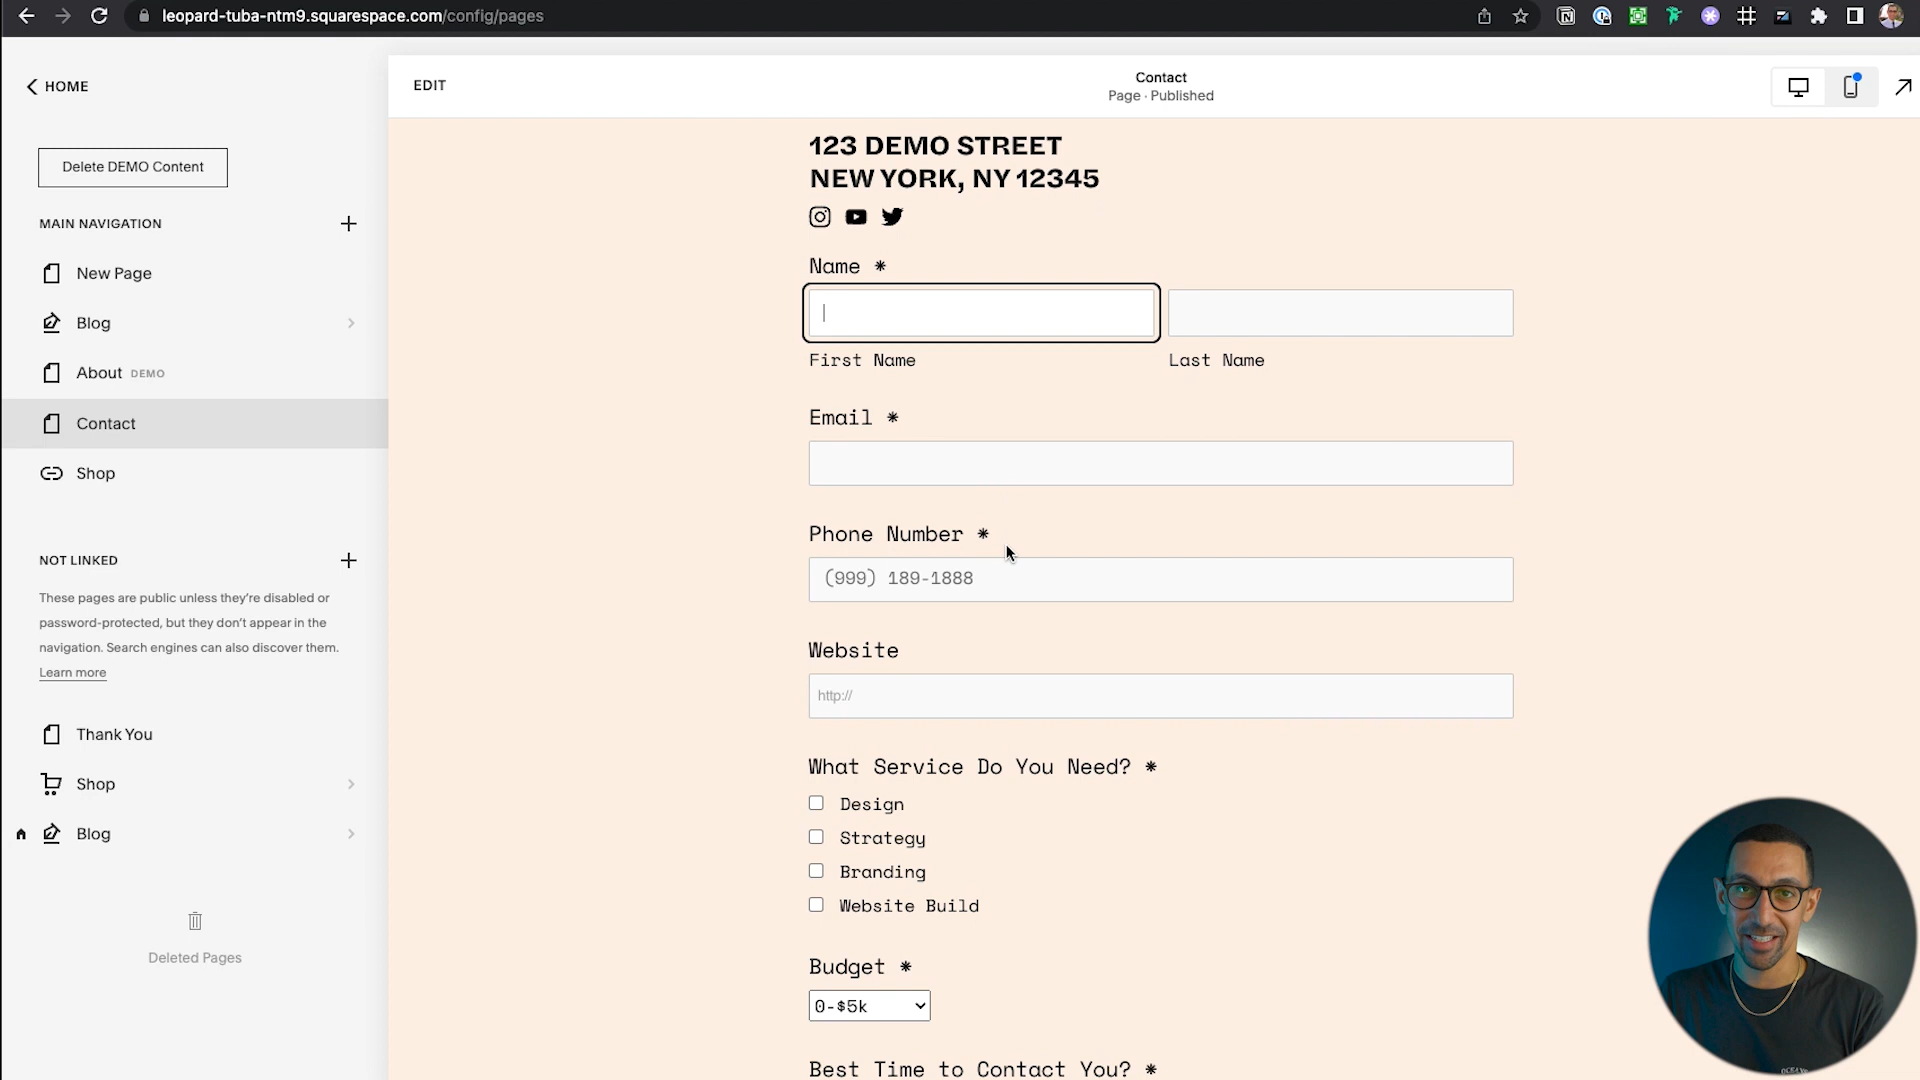 leopard-tuba-ntm9.squarespace.com/config/pages
HOME
EDIT
Contact
Page · Published
Delete DEMO Content
MAIN NAVIGATION
New Page
Blog
About DEMO
Contact
Shop
NOT LINKED
These pages are public unless they're disabled or
password-protected, but they don't appear in the
navigation. Search engines can also discover them.
Learn more
Thank You
Shop
Blog
Deleted Pages
123 DEMO STREET
NEW YORK, NY 12345
Name *
First Name Last Name
Email *
Phone Number *
(999) 189-1888
Website
http://
What Service Do You Need? *
Design
Strategy
Branding
Website Build
Budget *
0-$5k
Best Time to Contact You? *